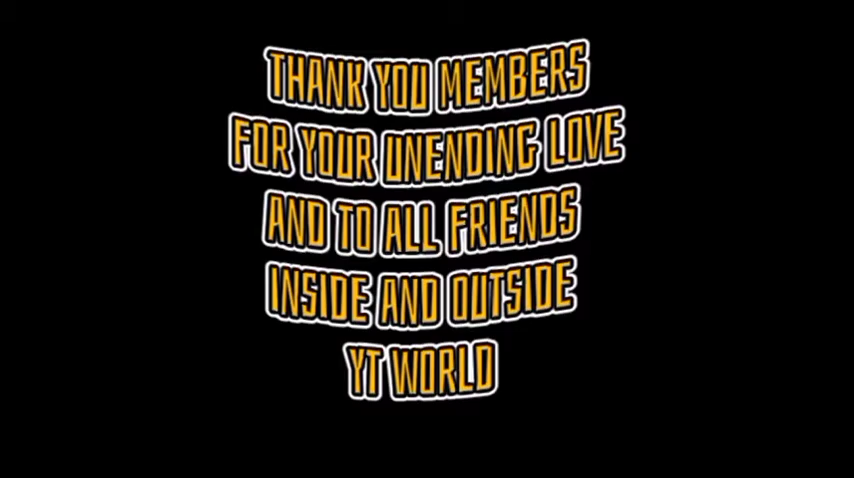 THANK YOU MEMBERS
FOR YOUR UNENDING LOVE
AND TO ALL FRIENDS
INSIDE AND OUTSIDE
YT WORLD